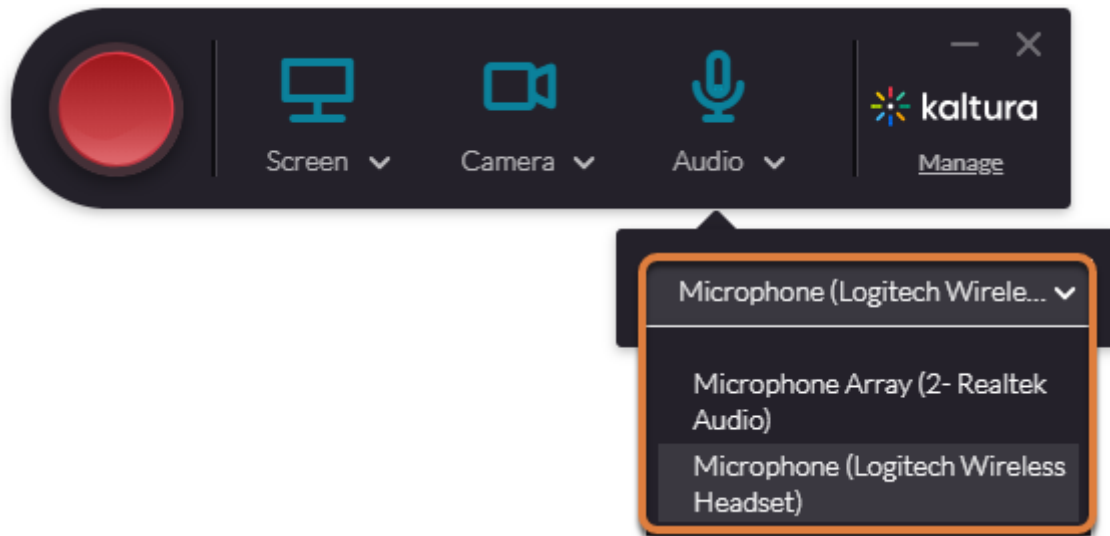 Screen
Camera
Audio
kaltura
Manage
Microphone (Logitech Wirele...
Microphone Array (2- Realtek
Audio)
Microphone (Logitech Wireless
Headset)